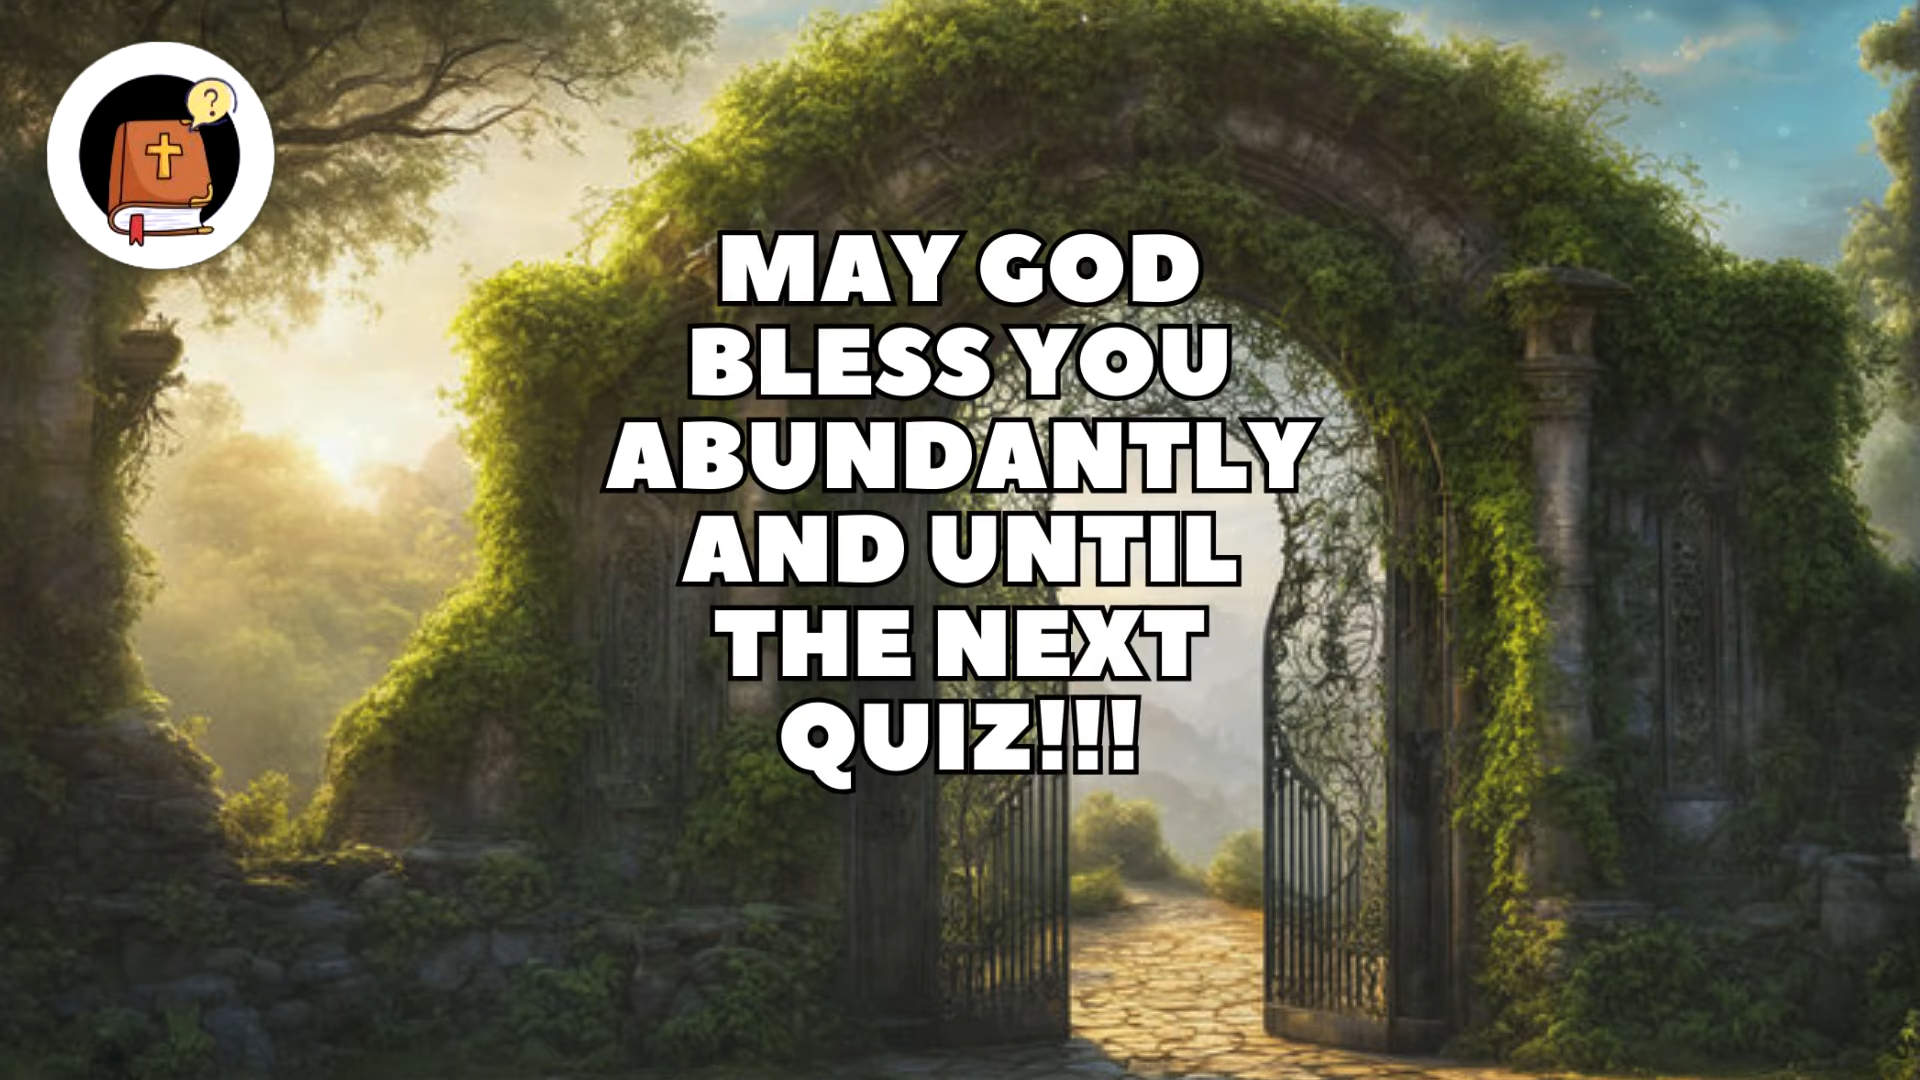 ?
MAY GOD
BLESS YOU
ABUNDANTLY
AND UNTIL
THE NEXT
QUIZ!!!